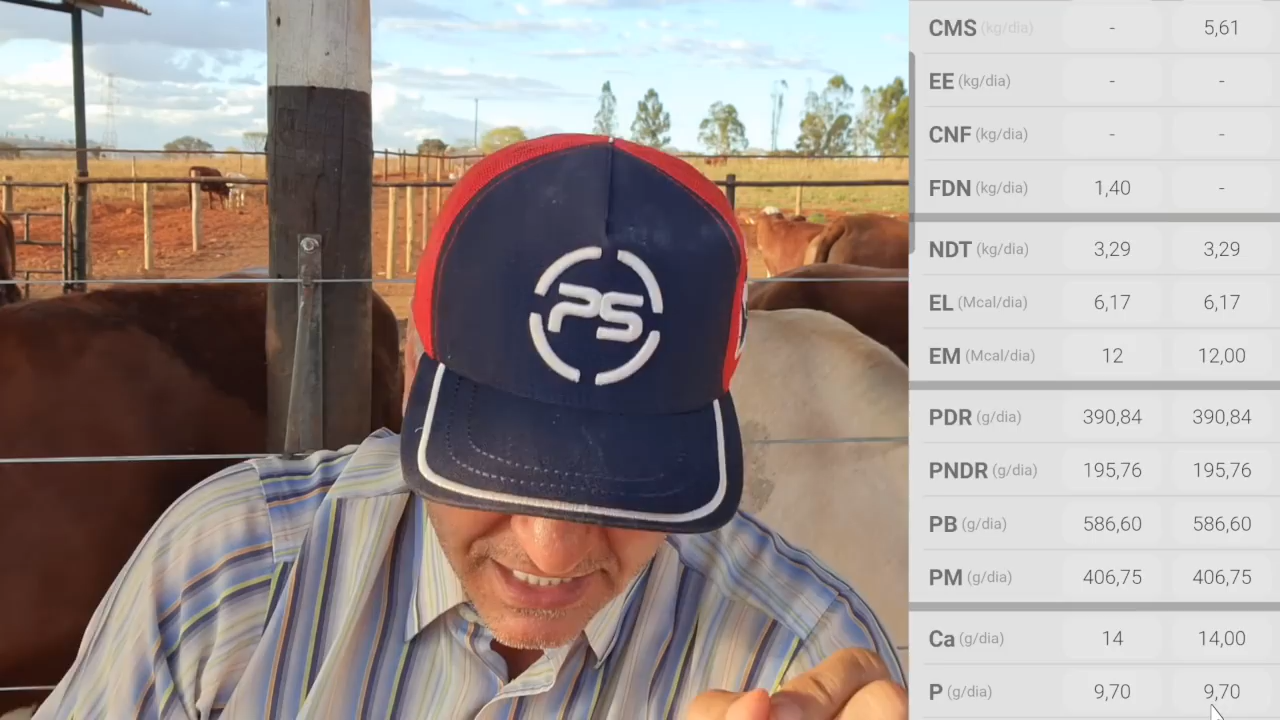 PS
CMS (kg/dia) - 5,61
EE (kg/dia) - -
CNF (kg/dia) - -
FDN (kg/dia) 1,40 -
NDT (kg/dia) 3,29 3,29
EL (Mcal/dia) 6,17 6,17
EM (Mcal/dia) 12 12,00
PDR (g/dia) 390,84 390,84
PNDR (g/dia) 195,76 195,76
PB (g/dia) 586,60 586,60
PM (g/dia) 406,75 406,75
Ca (g/dia) 14 14,00
P (g/dia) 9,70 9,70